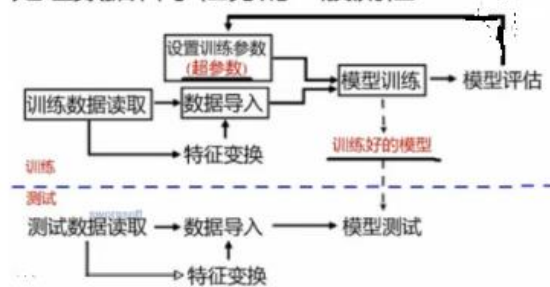 设置训练参数
(超参数)
模型训练
模型评估
训练数据读取
数据导入
训练好的模型
特征变换
训练
测试
测试数据读取
数据导入
模型测试
特征变换